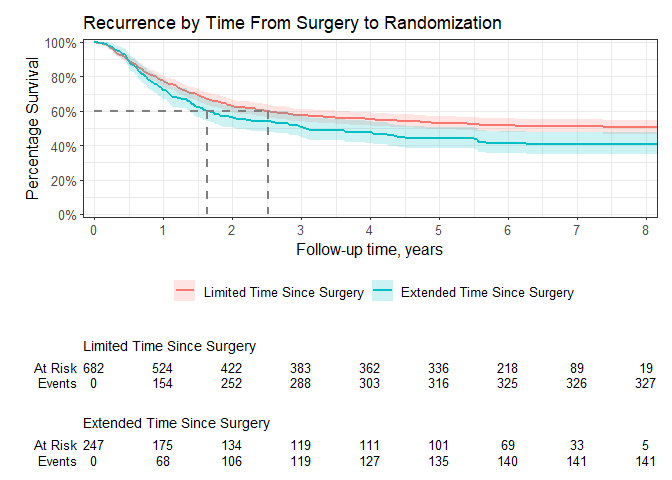 Recurrence by Time From Surgery to Randomization
Percentage Survival
100%
80%
60%
40%
20%
0%
0 1 2 3 4 5 6 7 8
Follow-up time, years
Limited Time Since Surgery Extended Time Since Surgery
Limited Time Since Surgery
At Risk 682 524 422 383 362 336 218 89 19
Events 0 154 252 288 303 316 325 326 327
Extended Time Since Surgery
At Risk 247 175 134 119 111 101 69 33 5
Events 0 68 106 119 127 135 140 141 141